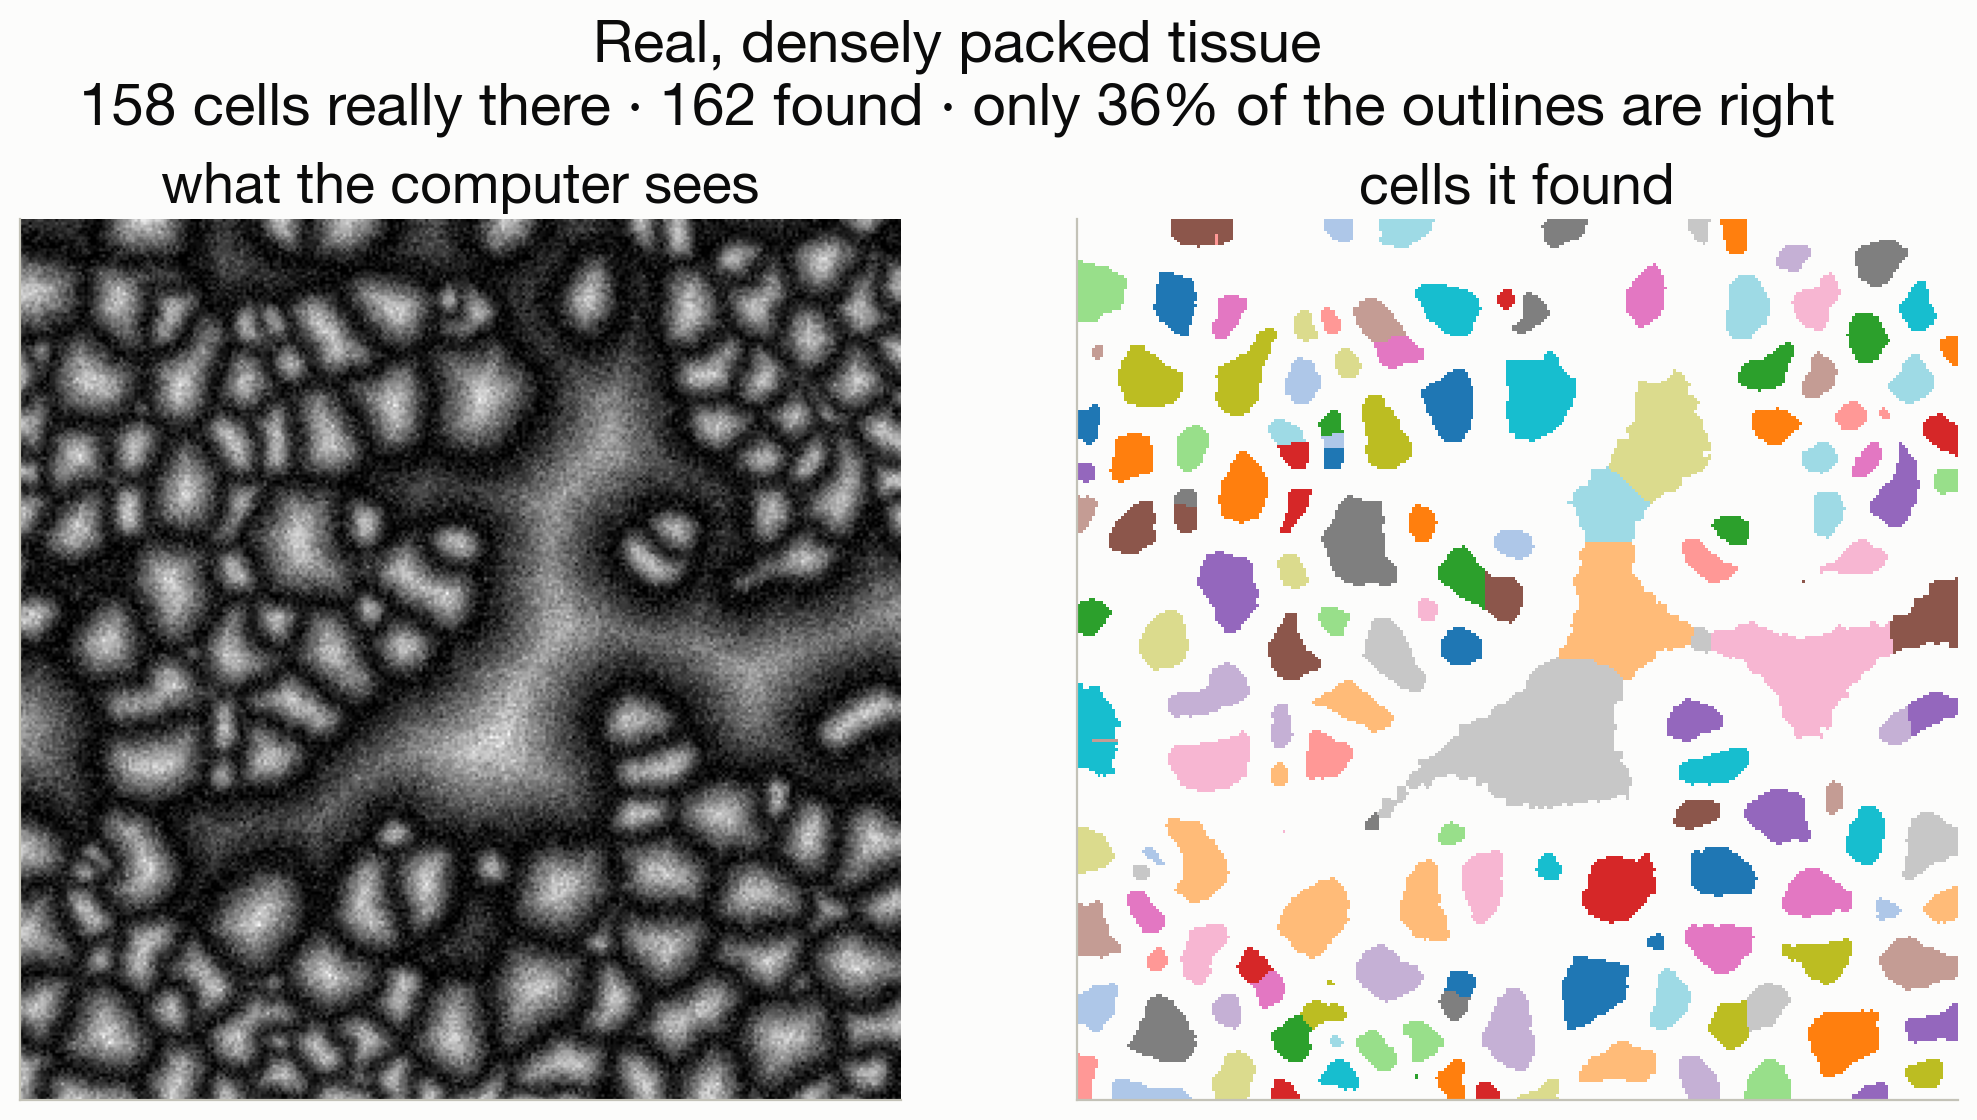 Real, densely packed tissue
158 cells really there · 162 found · only 36% of the outlines are right
what the computer sees
cells it found